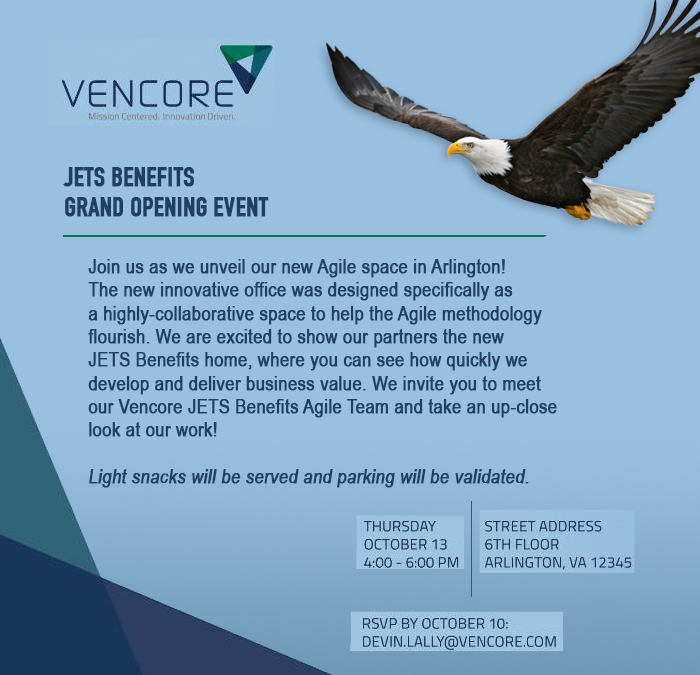 VENCORE
Mission Centered. Innovation Driven.
JETS BENEFITS
GRAND OPENING EVENT
Join us as we unveil our new Agile space in Arlington!
The new innovative office was designed specifically as
a highly-collaborative space to help the Agile methodology
flourish. We are excited to show our partners the new
JETS Benefits home, where you can see how quickly we
develop and deliver business value. We invite you to meet
our Vencore JETS Benefits Agile Team and take an up-close
look at our work!
Light snacks will be served and parking will be validated.
THURSDAY
OCTOBER 13
4:00 - 6:00 PM
STREET ADDRESS
6TH FLOOR
ARLINGTON, VA 12345
RSVP BY OCTOBER 10:
DEVIN.LALLY@VENCORE.COM